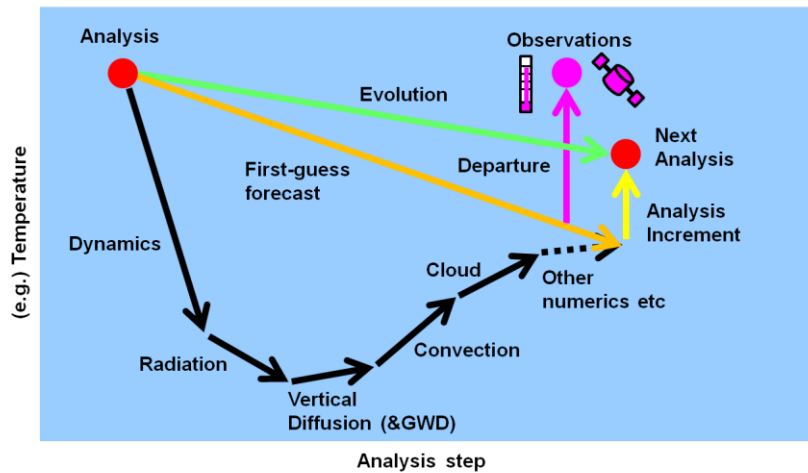 Analysis
Observations
Evolution
Next
Analysis
First-guess
forecast
Departure
Analysis
Increment
Dynamics
Cloud
Other
numerics etc
Radiation
Convection
Vertical
Diffusion (&GWD)
(e.g.) Temperature
Analysis step